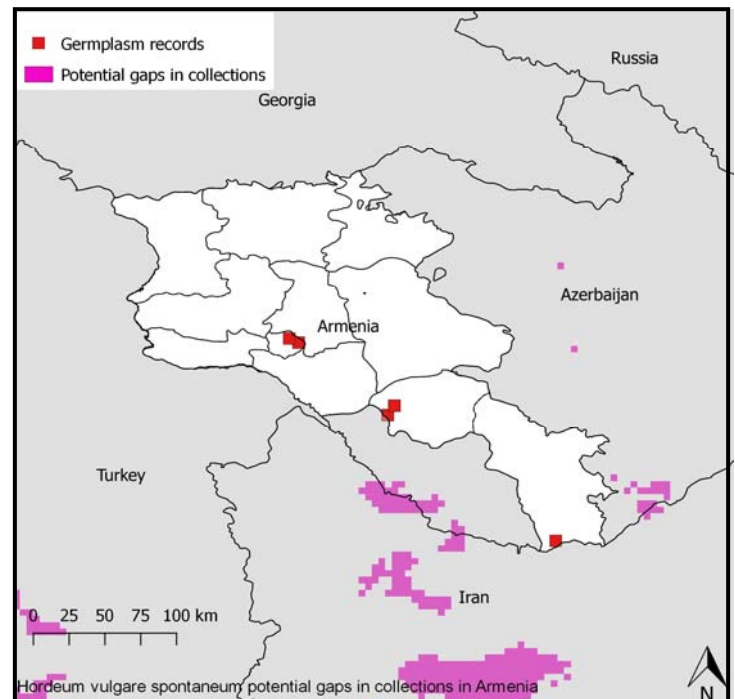 Germplasm records
Potential gaps in collections
Russia
Georgia
Azerbaijan
Armenia
Turkey
Iran
0 25 50 75 100 km
Hordeum vulgare spontaneum potential gaps in collections in Armenia
N